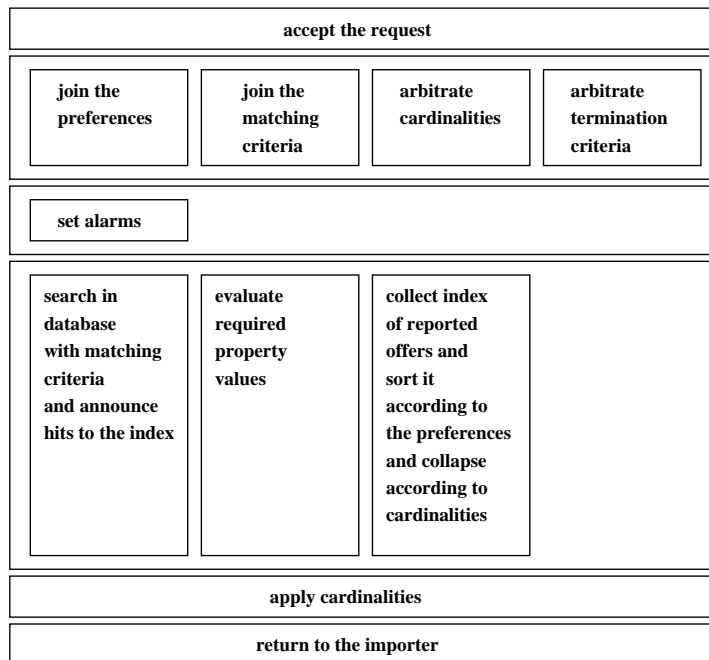 accept the request
join the
preferences
join the
matching
criteria
arbitrate
cardinalities
arbitrate
termination
criteria
set alarms
search in
database
with matching
criteria
and announce
hits to the index
evaluate
required
property
values
collect index
of reported
offers and
sort it
according to
the preferences
and collapse
according to
cardinalities
apply cardinalities
return to the importer